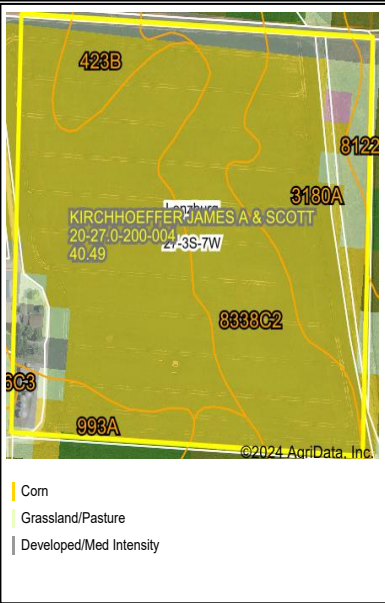 423B
8122
3180A
Lenzburg
KIRCHHOEFFER JAMES A & SCOTT
20-27.0-200-004
27-3S-7W
40.49
8338C2
6C3
993A
©2024 AgriData, Inc.
Corn
Grassland/Pasture
Developed/Med Intensity